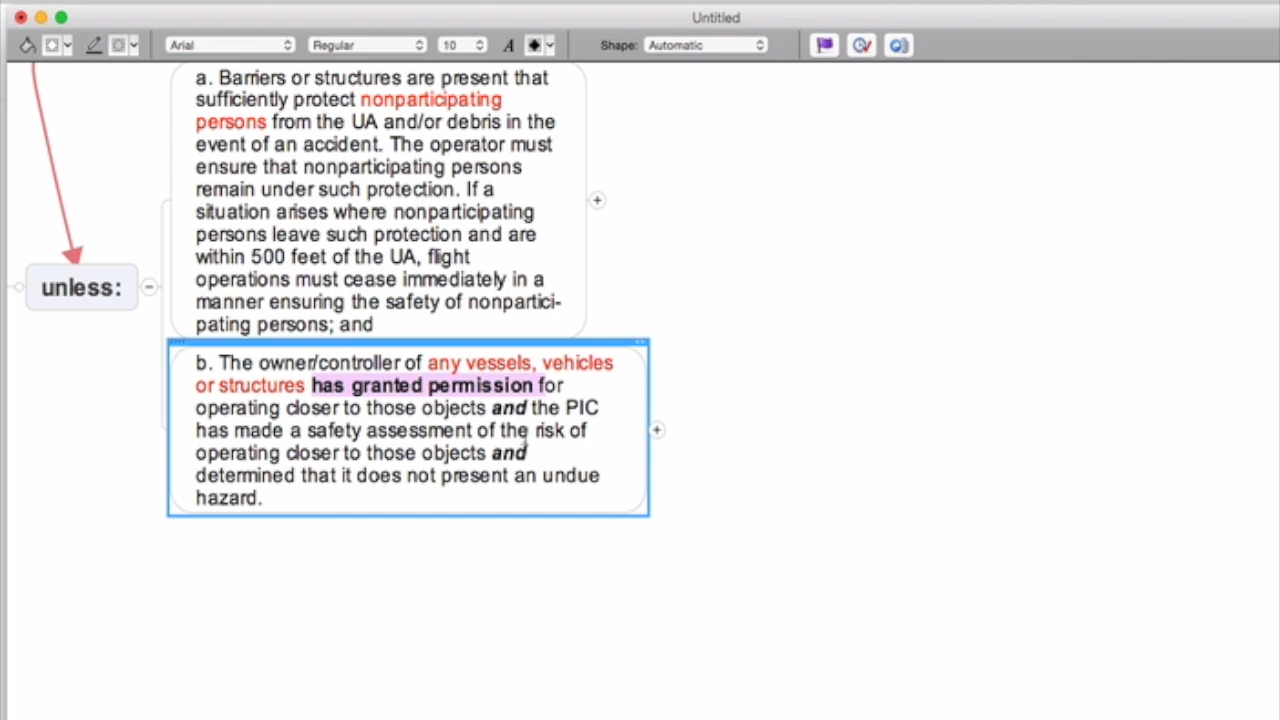 Untitled
Arial
Regular
10
A
Shape:
Automatic
a. Barriers or structures are present that
sufficiently protect nonparticipating
persons from the UA and/or debris in the
event of an accident. The operator must
ensure that nonparticipating persons
remain under such protection. If a
situation arises where nonparticipating
persons leave such protection and are
within 500 feet of the UA, flight
operations must cease immediately in a
manner ensuring the safety of nonpartici-
pating persons; and
unless:
b. The owner/controller of any vessels, vehicles
or structures has granted permission for
operating closer to those objects and the PIC
has made a safety assessment of the risk of
operating closer to those objects and
determined that it does not present an undue
hazard.